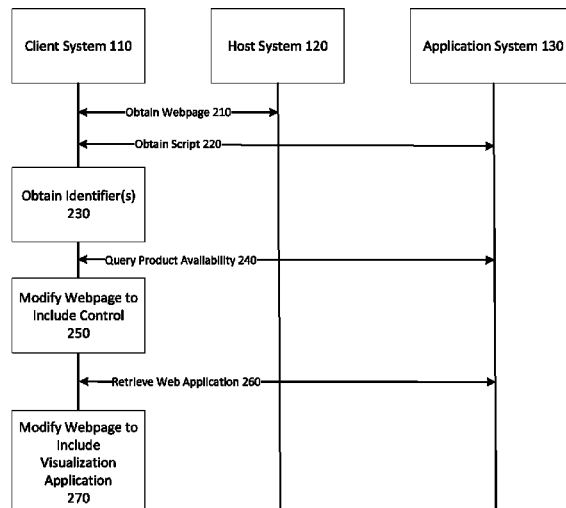 Client System 110
Host System 120
Application System 130
Obtain Webpage 210
Obtain Script 220
Obtain Identifier(s)
230
Query Product Availability 240
Modify Webpage to
Include Control
250
Retrieve Web Application 260
Modify Webpage to
Include
Visualization
Application
270